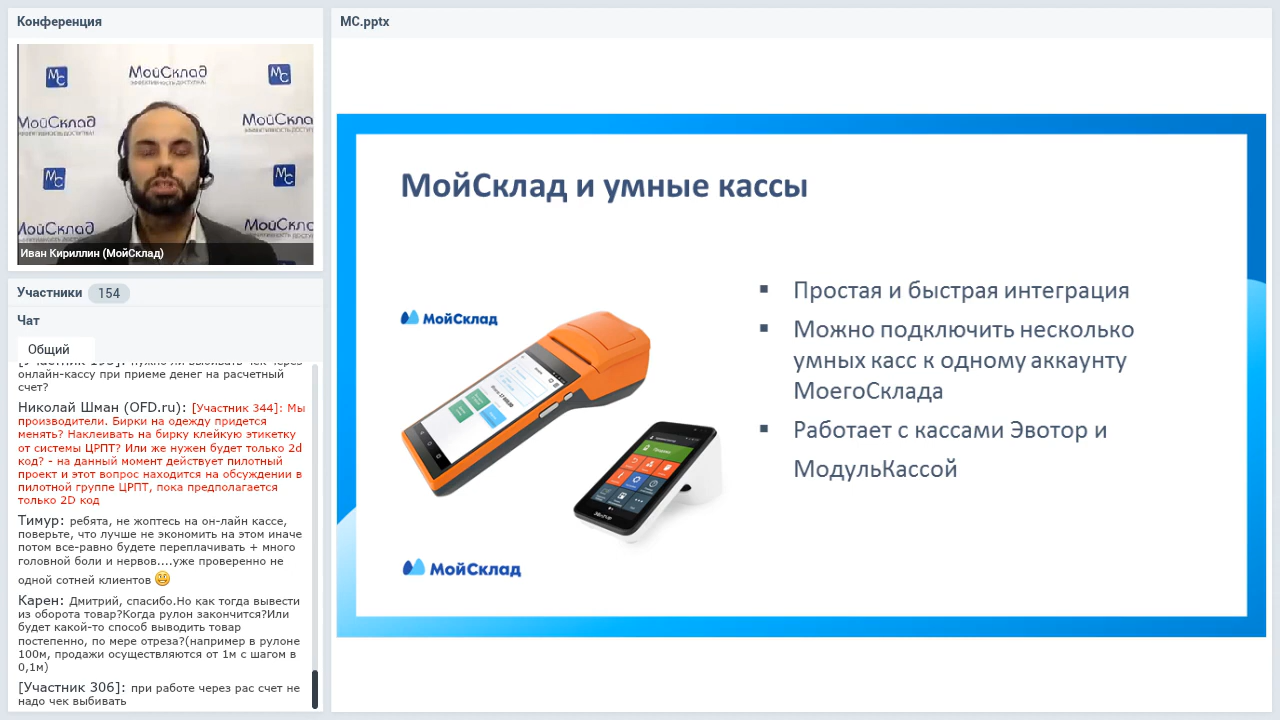 Конференция
МойСклад
ЭФФЕКТИВНОСТЬ ДОСТУПНА!
МС
МС
МойСклад
МойСкла
МС
МС
МойСклад
МойСкл
Иван Кириллин (МойСклад)
Участники 154
Чат
Общий
онлайн-кассу при приеме денег на расчетный
счет?
Николай Шман (OFD.ru): [Участник 344]: Мы
производители. Бирки на одежду придется
менять? Наклеивать на бирку клейкую этикетку
от системы ЦРПТ? Или же нужен будет только 2d
код? - на данный момент действует пилотный
проект и этот вопрос находится на обсуждении в
пилотной группе ЦРПТ, пока предполагается
только 2D код
Тимур: ребята, не жоптесь на он-лайн кассе,
поверьте, что лучше не экономить на этом иначе
потом все-равно будете переплачивать + много
головной боли и нервов....уже проверенно не
одной сотней клиентов
Карен: Дмитрий, спасибо.Но как тогда вывести
из оборота товар?Когда рулон закончится?Или
будет какой-то способ выводить товар
постепенно, по мере отреза?(например в рулоне
100м, продажи осуществляются от 1м с шагом в
0,1м)
[Участник 306]: при работе через рас счет не
надо чек выбивать
MC.pptx
МойСклад и умные кассы
МойСклад
▪ Простая и быстрая интеграция
▪ Можно подключить несколько
умных касс к одному аккаунту
МоегоСклада
▪ Работает с кассами Эвотор и
МодульКассой
МойСклад